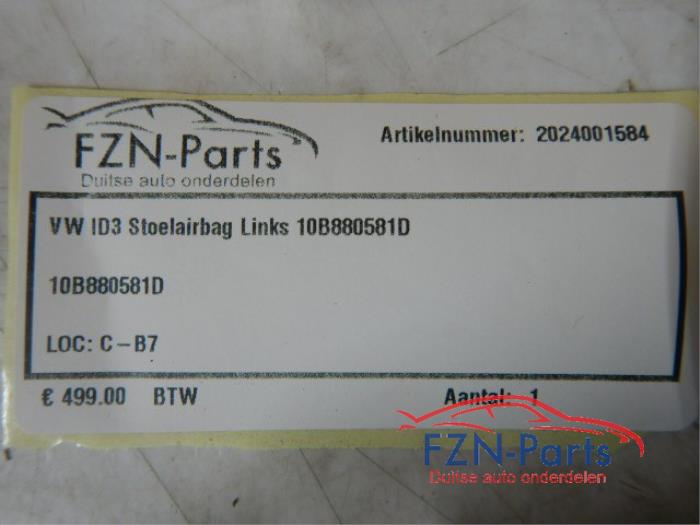 FZN-Parts
Duitse auto onderdelen
Artikelnummer: 2024001584
VW ID3 Stoelairbag Links 10B880581D
10B880581D
LOC: C-B7
€ 499.00 BTW
Aantal: 1
FZN-Parts
Duitse auto onderdelen